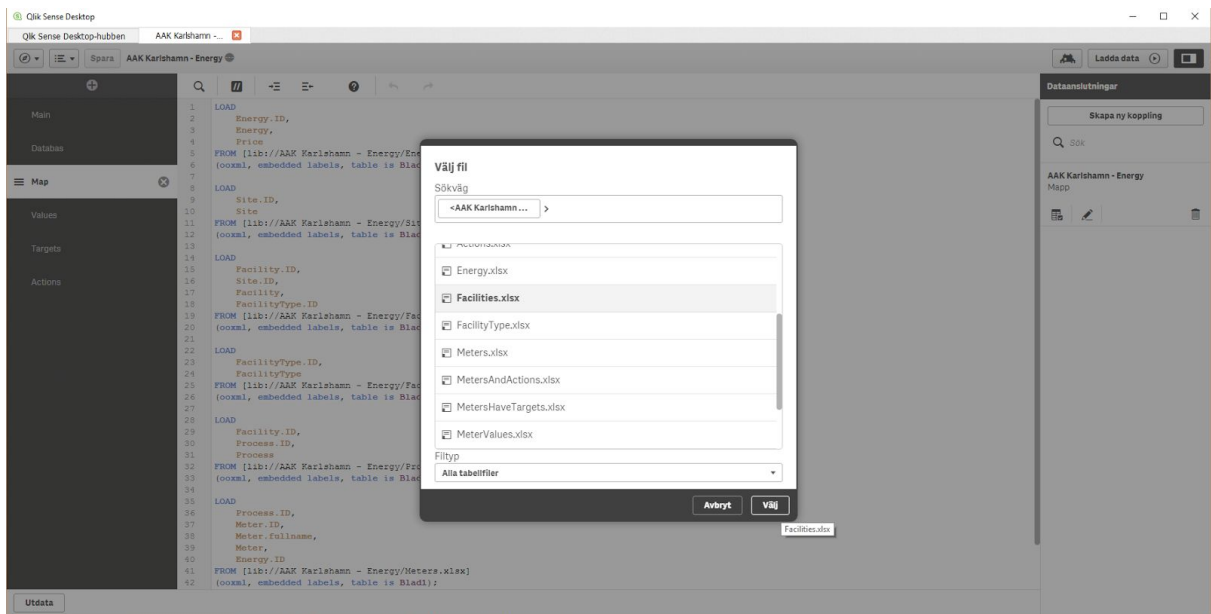 Qlik Sense Desktop
Qlik Sense Desktop-hubben
AAK Karlshamn -...
Spara
AAK Karlshamn - Energy
Ladda data
Main
Databas
Map
Values
Targets
Actions
1 LOAD
2 Energy.ID,
3 Energy,
4 Price
5 FROM [lib://AAK Karlshamn - Energy/Ene
6 (ooxml, embedded labels, table is Blad
7
8 LOAD
9 Site.ID,
10 Site
11 FROM [lib://AAK Karlshamn - Energy/Sit
12 (ooxml, embedded labels, table is Blad
13
14 LOAD
15 Facility.ID,
16 Site.ID,
17 Facility,
18 FacilityType.ID
19 FROM [lib://AAK Karlshamn - Energy/Fac
20 (ooxml, embedded labels, table is Blad
21
22 LOAD
23 FacilityType.ID,
24 FacilityType
25 FROM [lib://AAK Karlshamn - Energy/Fac
26 (ooxml, embedded labels, table is Blad
27
28 LOAD
29 Facility.ID,
30 Process.ID,
31 Process
32 FROM [lib://AAK Karlshamn - Energy/Pro
33 (ooxml, embedded labels, table is Blad
34
35 LOAD
36 Process.ID,
37 Meter.ID,
38 Meter.fullname,
39 Meter,
40 Energy.ID
41 FROM [lib://AAK Karlshamn - Energy/Meters.xlsx]
42 (ooxml, embedded labels, table is Blad1);
Välj fil
Sökväg
<AAK Karlshamn ... >
Actions.xlsx
Energy.xlsx
Facilities.xlsx
FacilityType.xlsx
Meters.xlsx
MetersAndActions.xlsx
MetersHaveTargets.xlsx
MeterValues.xlsx
Filtyp
Alla tabellfiler
Avbryt
Välj
Facilities.xlsx
Dataanslutningar
Skapa ny koppling
Sök
AAK Karlshamn - Energy
Mapp
Utdata